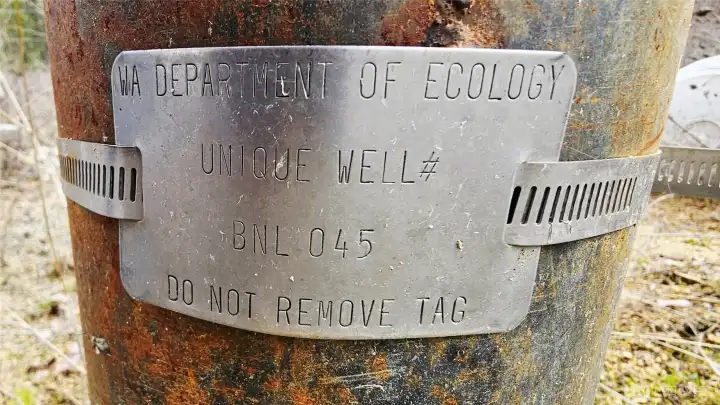 WA DEPARTMENT OF ECOLOGY
UNIQUE WELL#
BNL 045
DO NOT REMOVE TAG